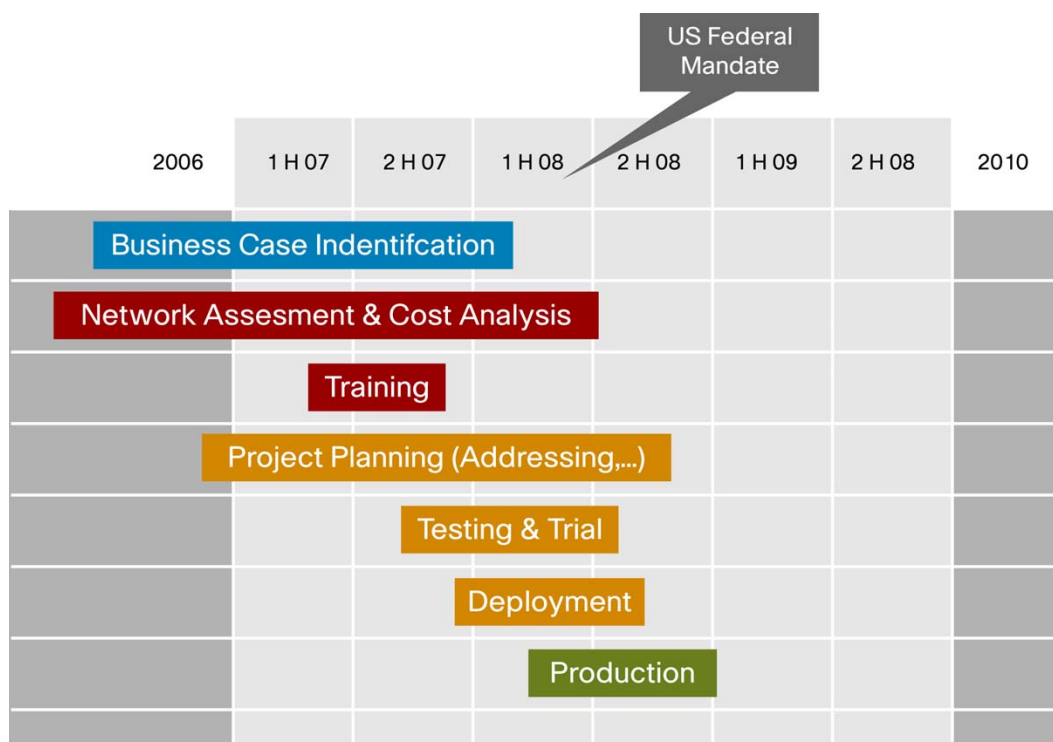 US Federal
Mandate
2006 1 H 07 2 H 07 1 H 08 2 H 08 1 H 09 2 H 08 2010
Business Case Indentifcation
Network Assesment & Cost Analysis
Training
Project Planning (Addressing,...)
Testing & Trial
Deployment
Production